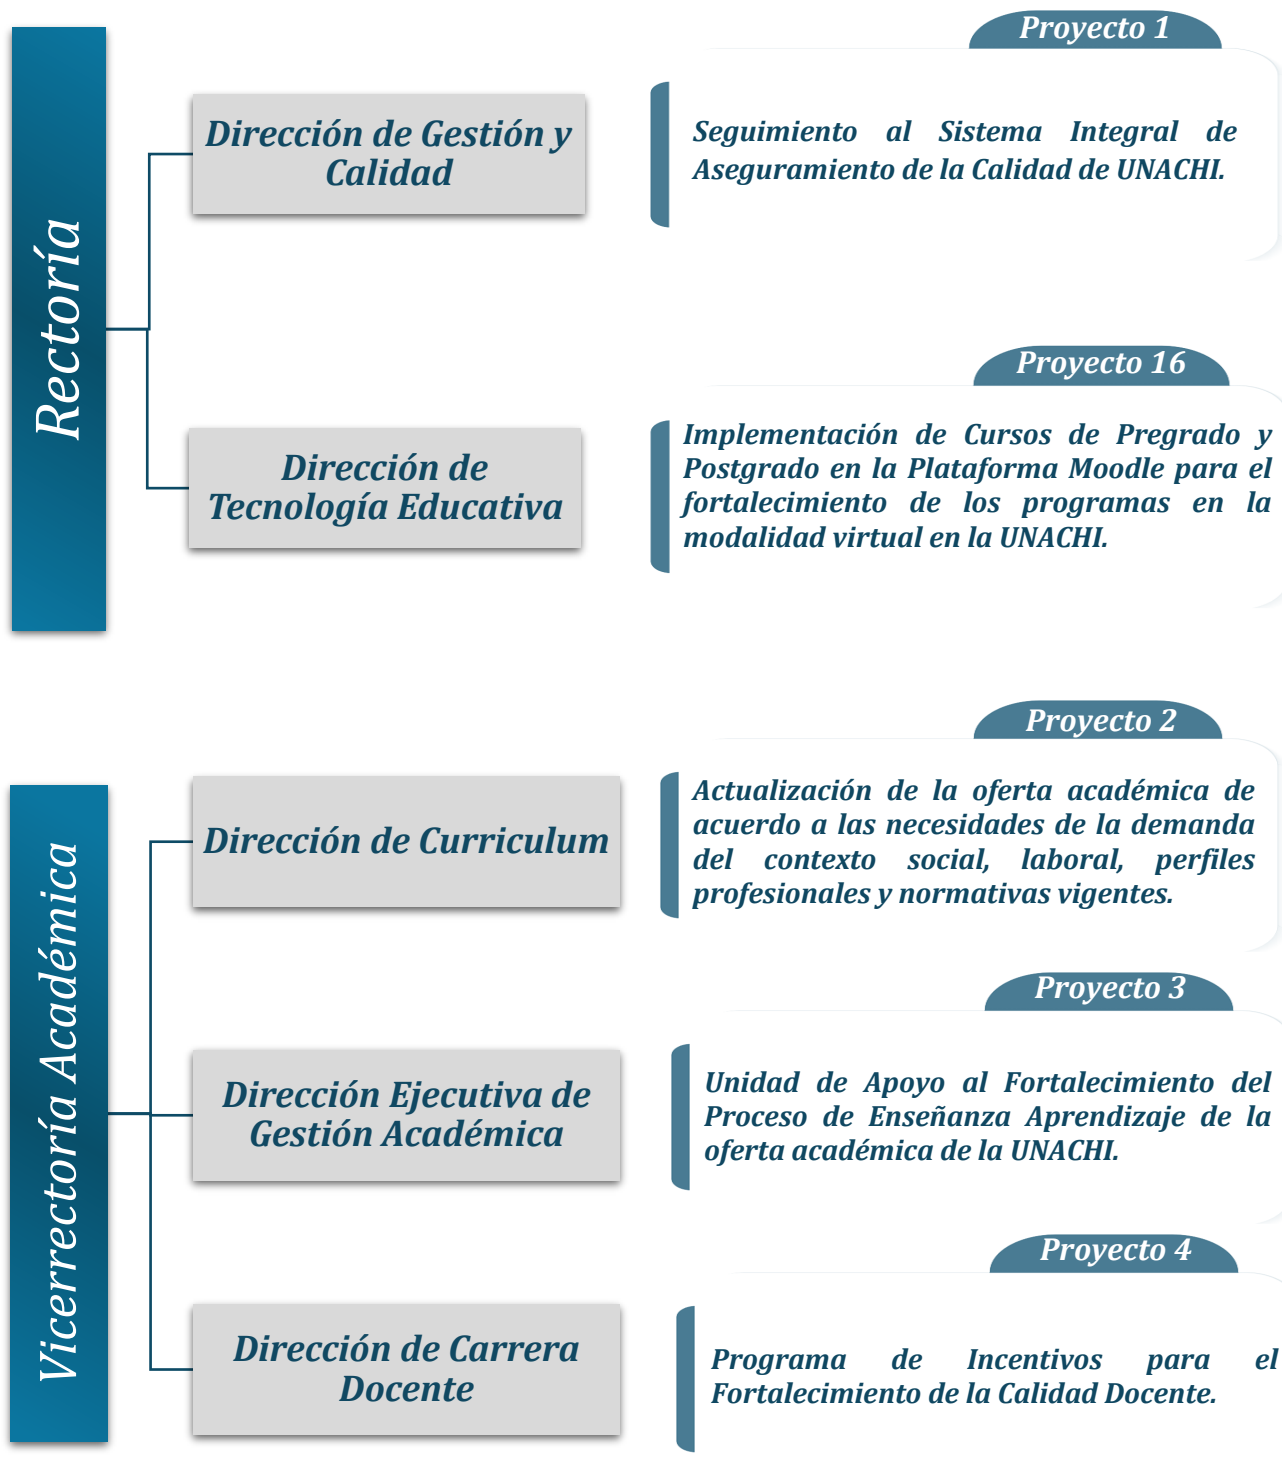 Rectoría
Dirección de Gestión y
Calidad
Proyecto 1
Seguimiento al Sistema Integral de
Aseguramiento de la Calidad de UNACHI.
Dirección de
Tecnología Educativa
Proyecto 16
Implementación de Cursos de Pregrado y
Postgrado en la Plataforma Moodle para el
fortalecimiento de los programas en la
modalidad virtual en la UNACHI.
Vicerrectoría Académica
Dirección de Curriculum
Proyecto 2
Actualización de la oferta académica de
acuerdo a las necesidades de la demanda
del contexto social, laboral, perfiles
profesionales y normativas vigentes.
Dirección Ejecutiva de
Gestión Académica
Proyecto 3
Unidad de Apoyo al Fortalecimiento del
Proceso de Enseñanza Aprendizaje de la
oferta académica de la UNACHI.
Dirección de Carrera
Docente
Proyecto 4
Programa de Incentivos para el
Fortalecimiento de la Calidad Docente.